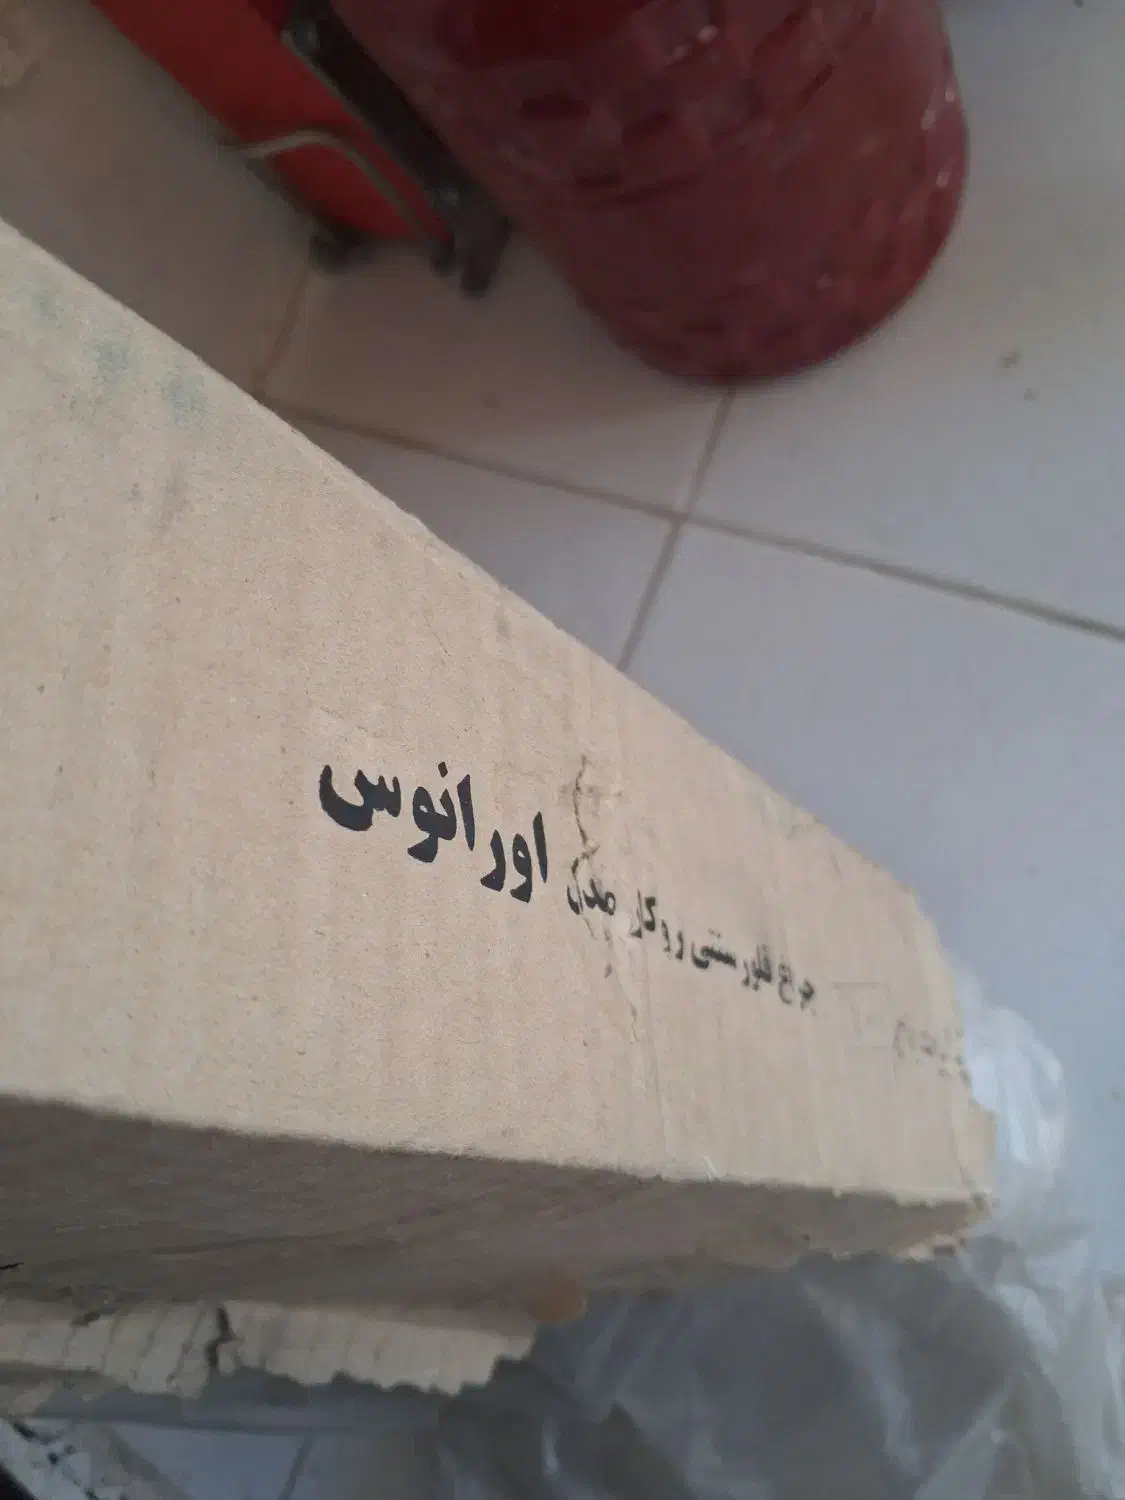 چراغ فلورسنتی روکار مدل اورانوس